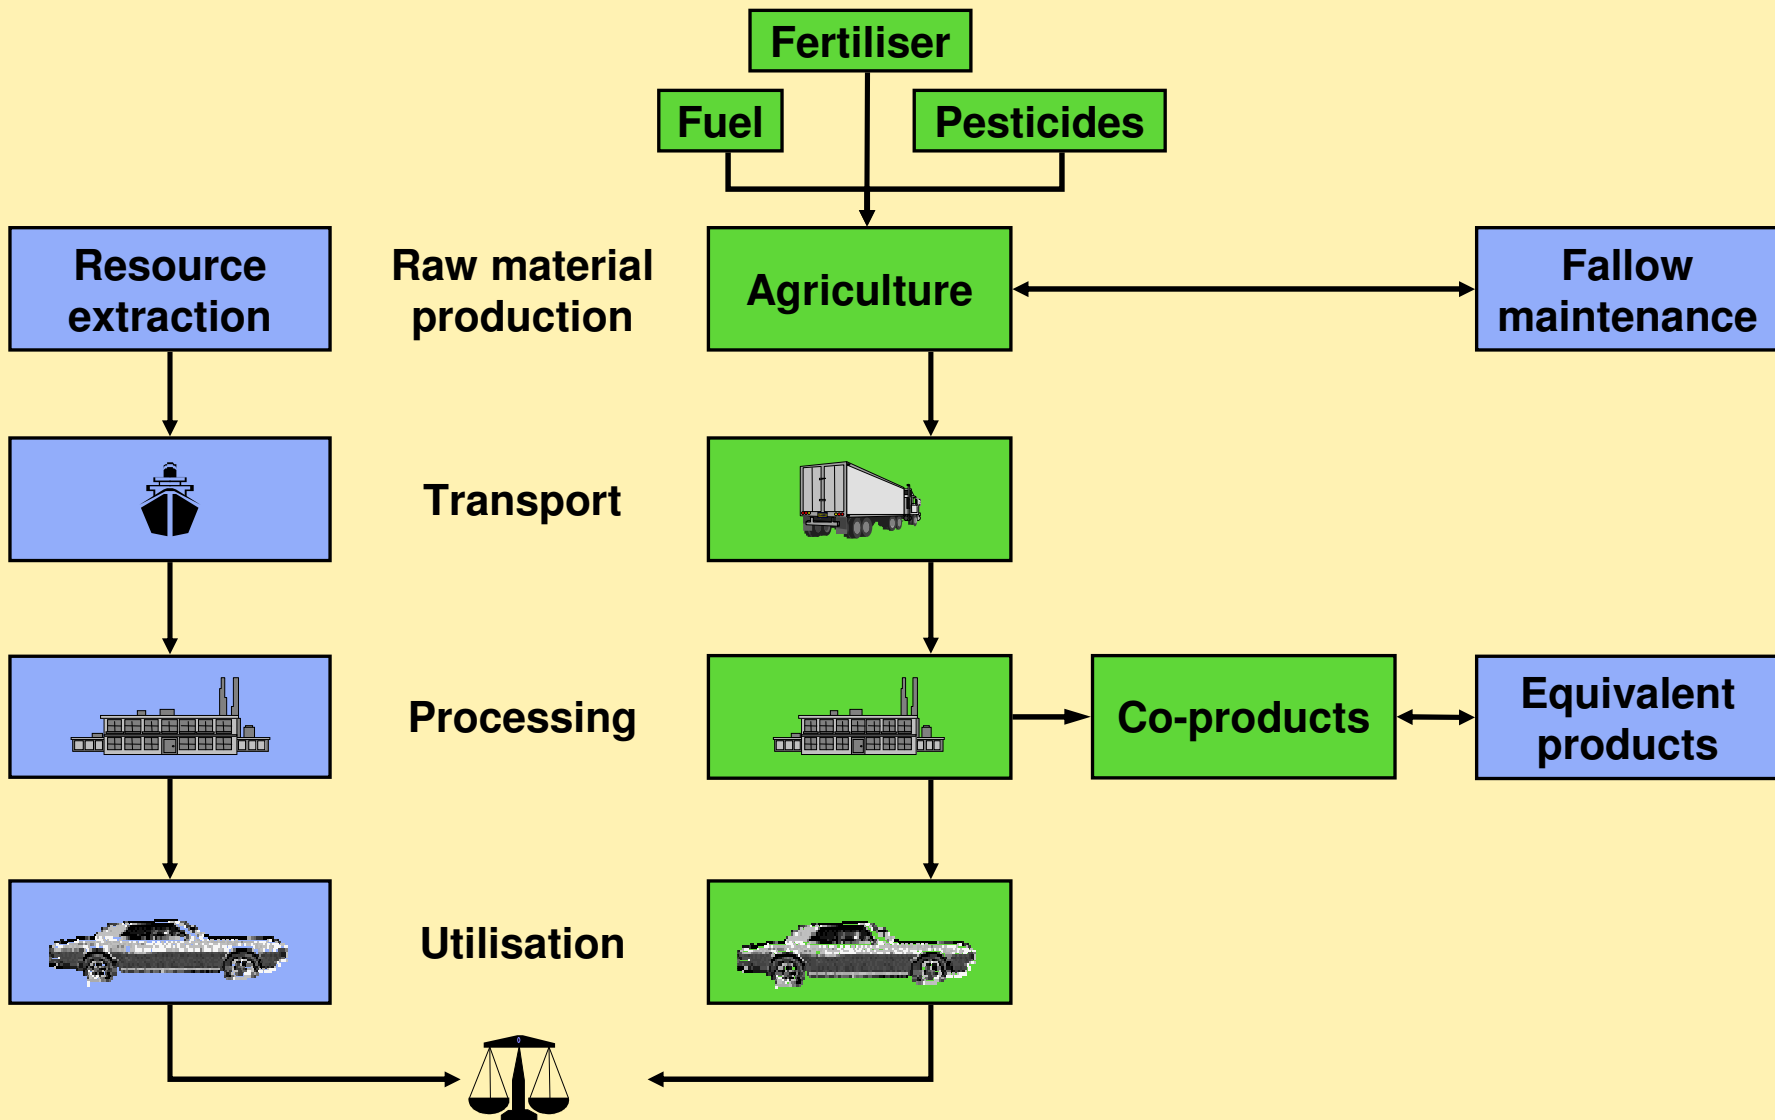 Fertiliser
Fuel
Pesticides
Resource
extraction
Raw material
production
Agriculture
Fallow
maintenance
Transport
Processing
Co-products
Equivalent
products
Utilisation